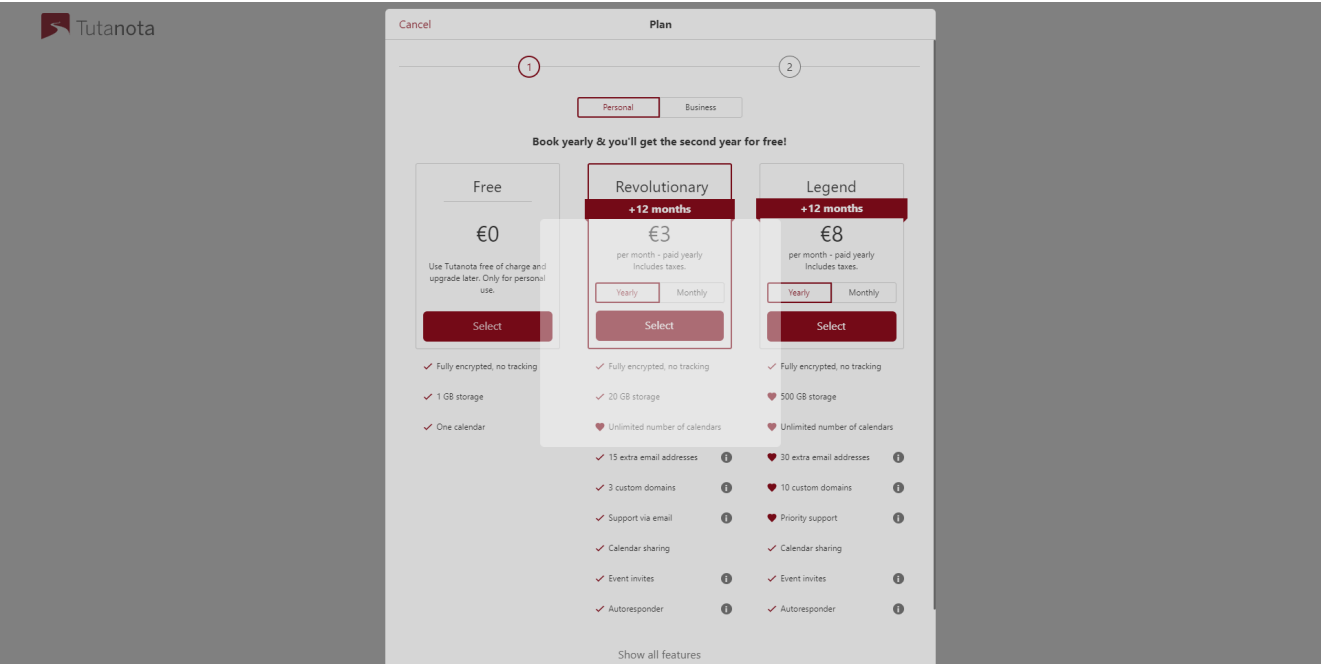 Tutanota
Cancel
Plan
1
2
Personal
Business
Book yearly & you'll get the second year for free!
Free
€0
Use Tutanota free of charge and
upgrade later. Only for personal
use.
Select
Fully encrypted, no tracking
1 GB storage
One calendar
Revolutionary
+12 months
€3
per month - paid yearly
Includes taxes.
Yearly
Monthly
Select
Fully encrypted, no tracking
20 GB storage
Unlimited number of calendars
15 extra email addresses
3 custom domains
Support via email
Calendar sharing
Event invites
Autoresponder
Legend
+12 months
€8
per month - paid yearly
Includes taxes.
Yearly
Monthly
Select
Fully encrypted, no tracking
500 GB storage
Unlimited number of calendars
30 extra email addresses
10 custom domains
Priority support
Calendar sharing
Event invites
Autoresponder
Show all features